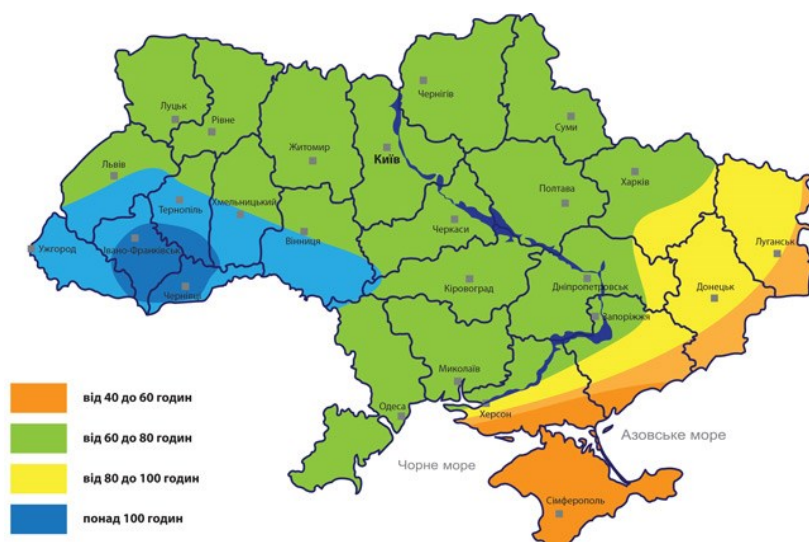 Чернігів
Луцьк
Рівне
Суми
Житомир
Київ
Львів
Харків
Тернопіль
Хмельницький
Полтава
Черкаси
Вінниця
Ужгород
Івано-Франківськ
Луганськ
Кіровоград
Дніпропетровськ
Донецьк
Чернівці
Запоріжжя
Миколаїв
Одеса
Херсон
від 40 до 60 годин
від 60 до 80 годин
від 80 до 100 годин
понад 100 годин
Азовське море
Чорне море
Сімферополь